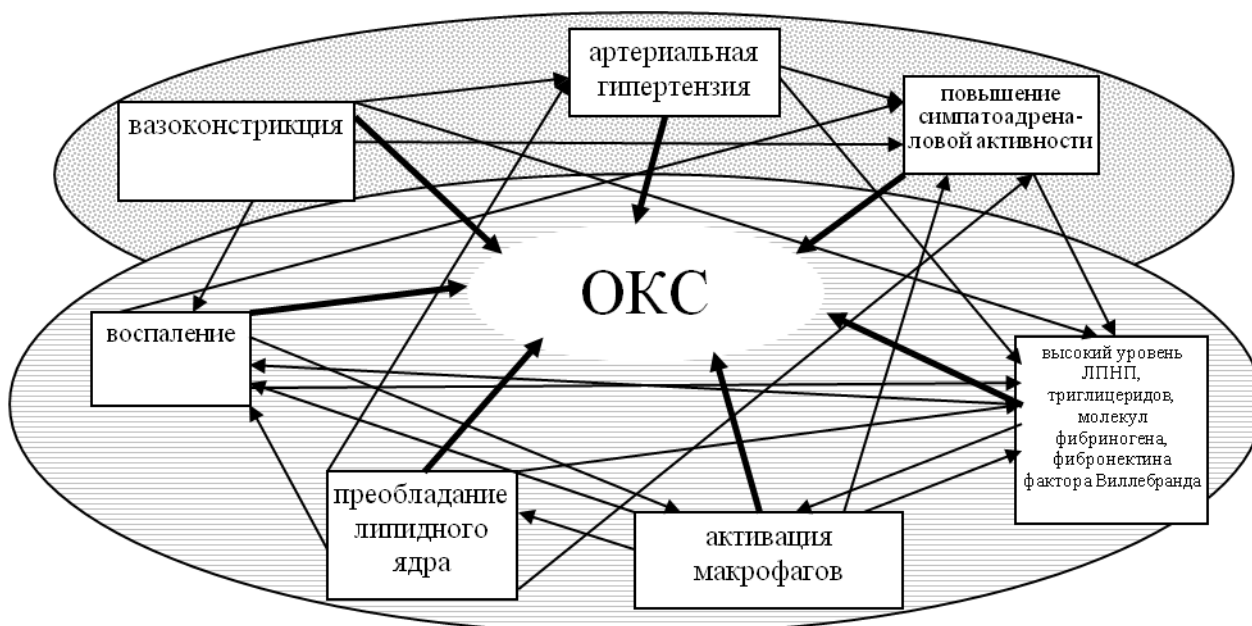 артериальная
гипертензия
вазоконстрикция
повышение
симпатоадрена-
ловой активности
ОКС
воспаление
высокий уровень
ЛПНП,
триглицеридов,
молекул
фибриногена,
фибронектина
фактора Виллебранда
преобладание
липидного
ядра
активация
макрофагов